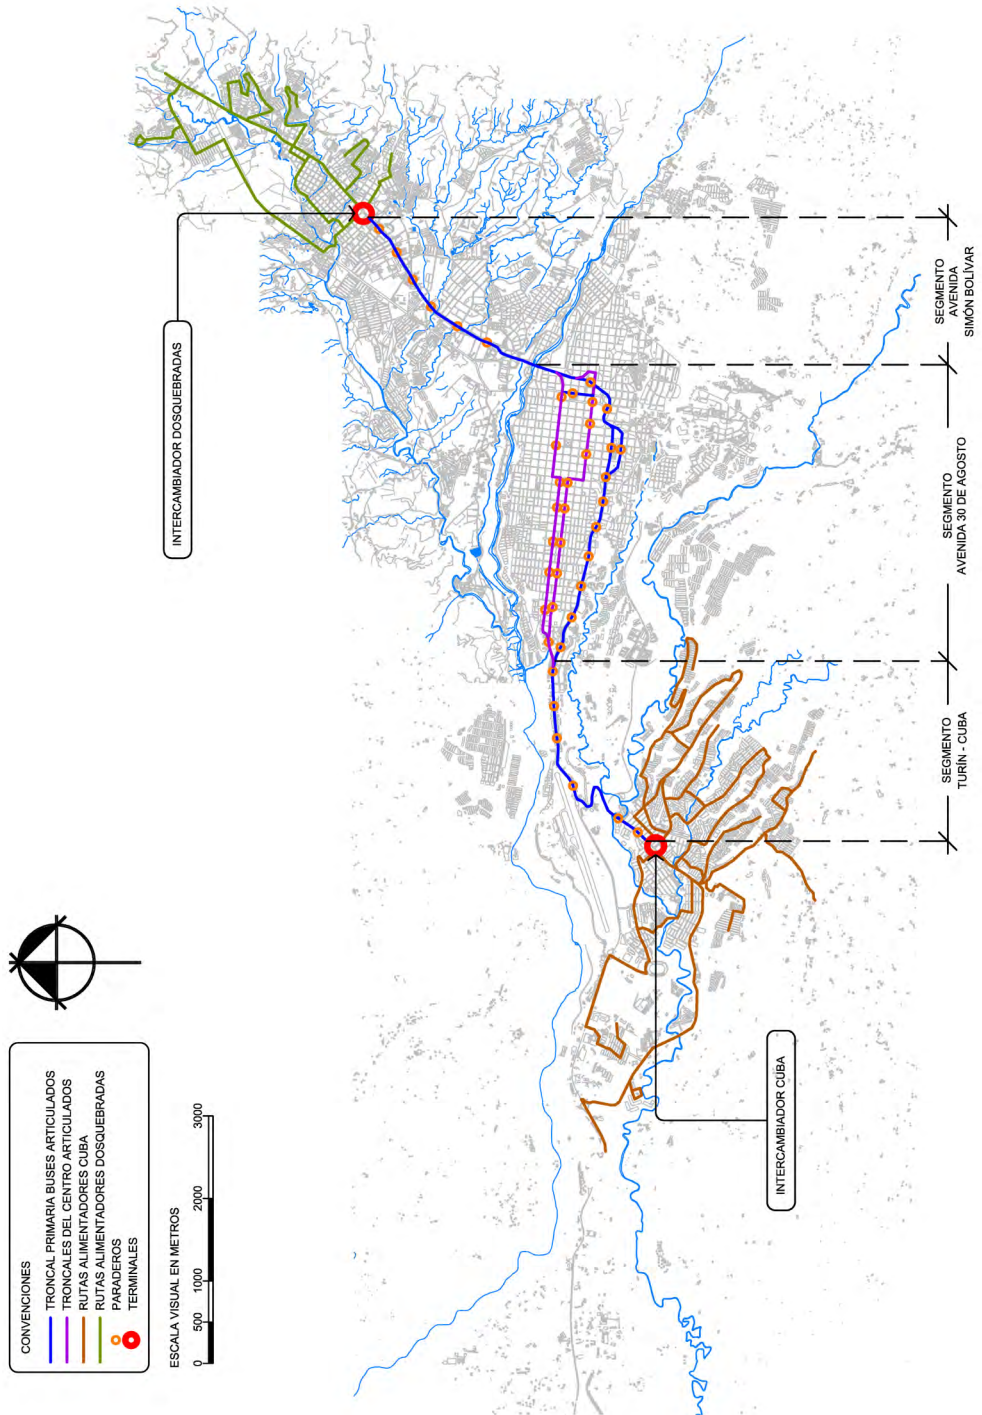 CONVENCIONES
TRONCAL PRIMARIA BUSES ARTICULADOS
TRONCALES DEL CENTRO ARTICULADOS
RUTAS ALIMENTADORES CUBA
RUTAS ALIMENTADORES DOSQUEBRADAS
PARADEROS
TERMINALES
ESCALA VISUAL EN METROS
0 500 1000 2000 3000
INTERCAMBIADOR DOSQUEBRADAS
INTERCAMBIADOR CUBA
SEGMENTO
TURÍN - CUBA
SEGMENTO
AVENIDA 30 DE AGOSTO
SEGMENTO
AVENIDA
SIMÓN BOLÍVAR